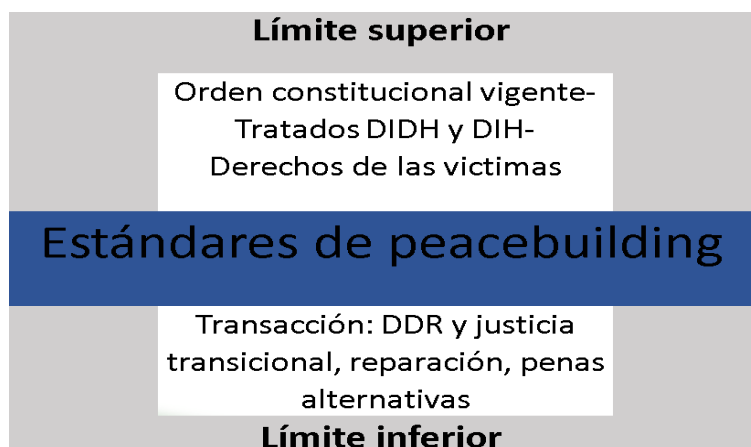 Límite superior
Orden constitucional vigente-
Tratados DIDH y DIH-
Derechos de las victimas
Estándares de peacebuilding
Transacción: DDR y justicia
transicional, reparación, penas
alternativas
Límite inferior